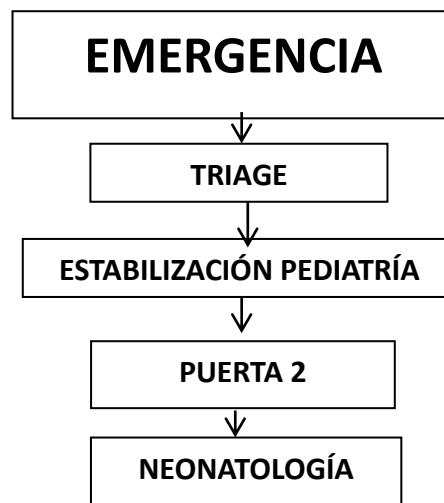 EMERGENCIA
TRIAGE
ESTABILIZACIÓN PEDIATRÍA
PUERTA 2
NEONATOLOGÍA